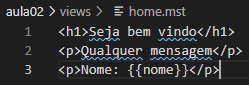 aula02 > views > home.mst
1 <h1>Seja bem vindo</h1>
2 <p>Qualquer mensagem</p>
3 <p>Nome: {{nome}}</p>